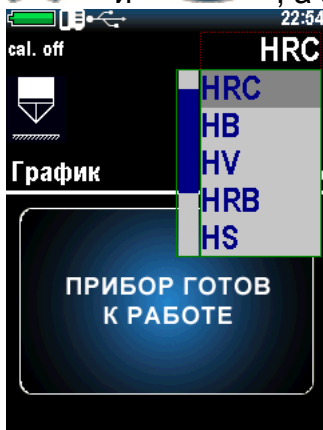 22:54
cal. off
HRC
HRC
HB
HV
График
HRB
HS
ПРИБОР ГОТОВ
К РАБОТЕ